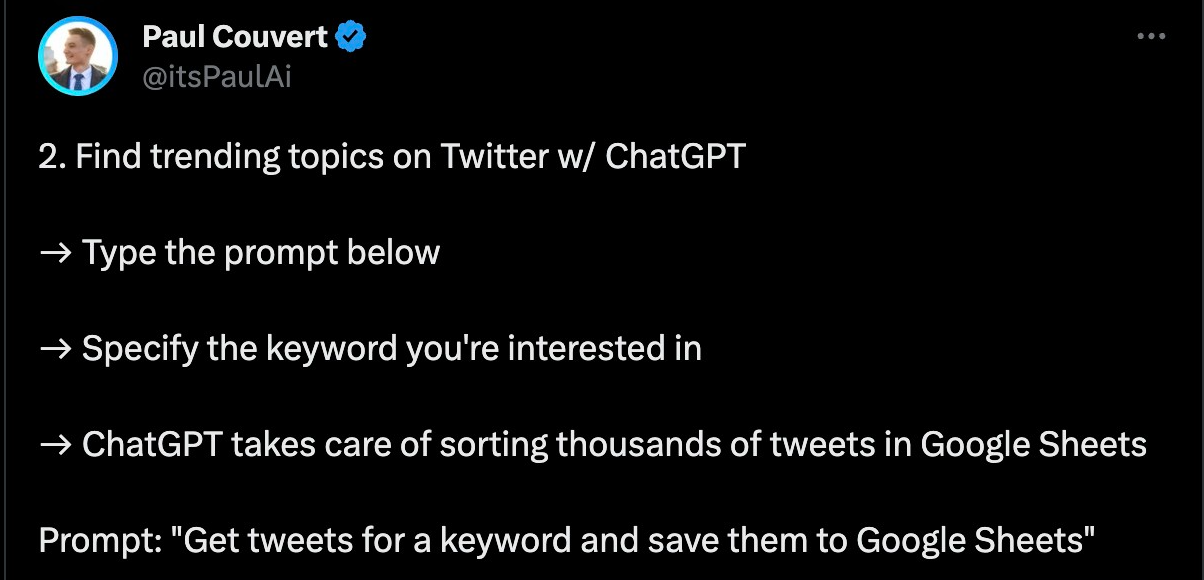 Paul Couvert
@itsPaulAi
2. Find trending topics on Twitter w/ ChatGPT
→ Type the prompt below
→ Specify the keyword you're interested in
→ ChatGPT takes care of sorting thousands of tweets in Google Sheets
Prompt: "Get tweets for a keyword and save them to Google Sheets"